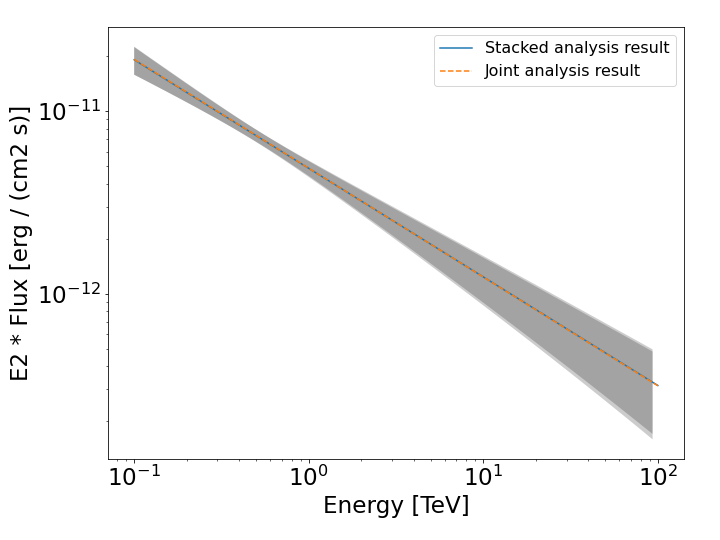 Stacked analysis result
Joint analysis result
E2 * Flux [erg / (cm2 s)]
10⁻¹¹
10⁻¹²
10⁻¹ 10⁰ 10¹ 10²
Energy [TeV]